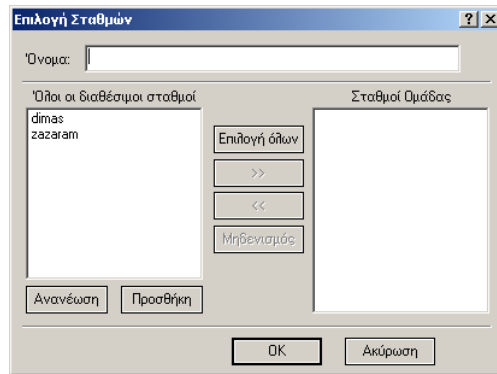 Επιλογή Σταθμών
Όνομα:
Όλοι οι διαθέσιμοι σταθμοί
Σταθμοί Ομάδας
dimas
zazaram
Επιλογή όλων
>>
<<
Μηδενισμός
Ανανέωση Προσθήκη
OK Ακύρωση